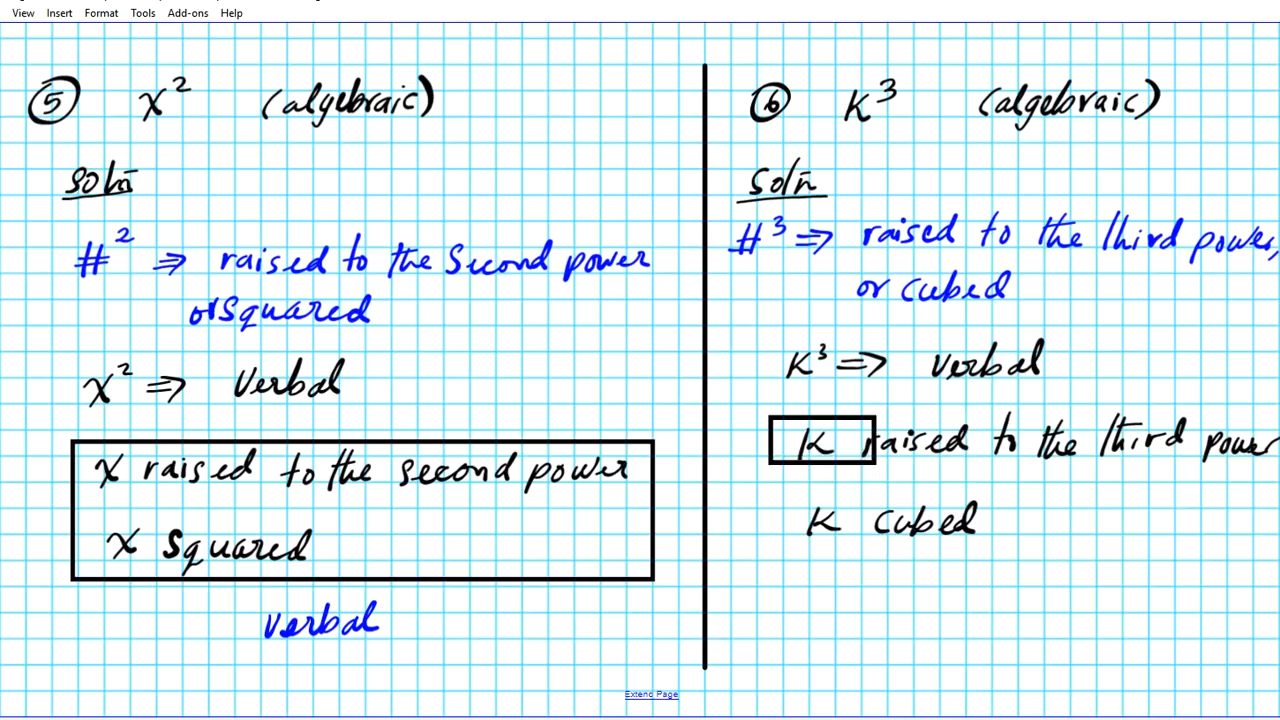 View Insert Format Tools Add-ons Help
5 x² (algebraic)
Soln
#² ⇒ raised to the Second power
or Squared
x² ⇒ Verbal
x raised to the second power
x Squared
verbal
6 K³ (algebraic)
Soln
#³ ⇒ raised to the third power,
or cubed
K³ ⇒ verbal
K raised to the third power
K cubed
Extend Page